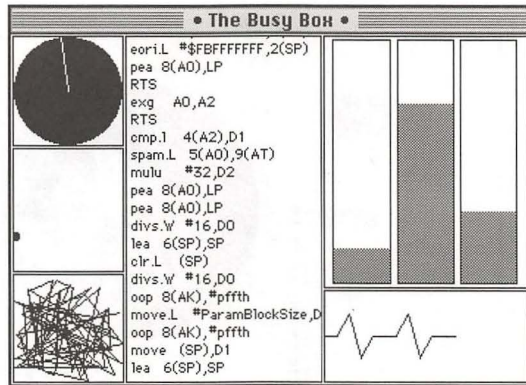 • The Busy Box •
eori.L #$FBFFFFFFF,2(SP)
pea 8(A0),LP
RTS
exg A0,A2
RTS
cmp.l 4(A2),D1
spam.L 5(A0),9(AT)
mulu #32,D2
pea 8(A0),LP
pea 8(A0),LP
divs.W #16,D0
lea 6(SP),SP
clr.L (SP)
divs.W #16,D0
oop 8(AK),#pffth
move.L #ParamBlockSize,D
oop 8(AK),#pffth
move (SP),D1
lea 6(SP),SP